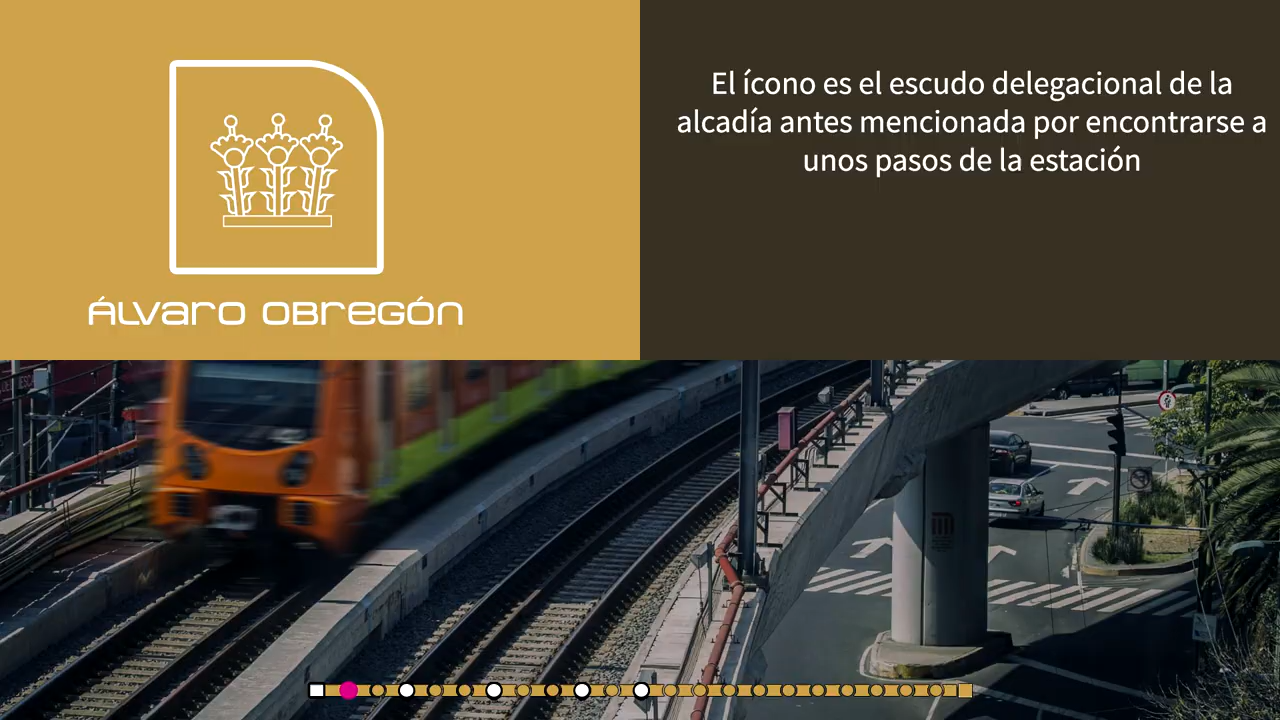 ÁLVARO OBREGÓN
El ícono es el escudo delegacional de la
alcadía antes mencionada por encontrarse a
unos pasos de la estación